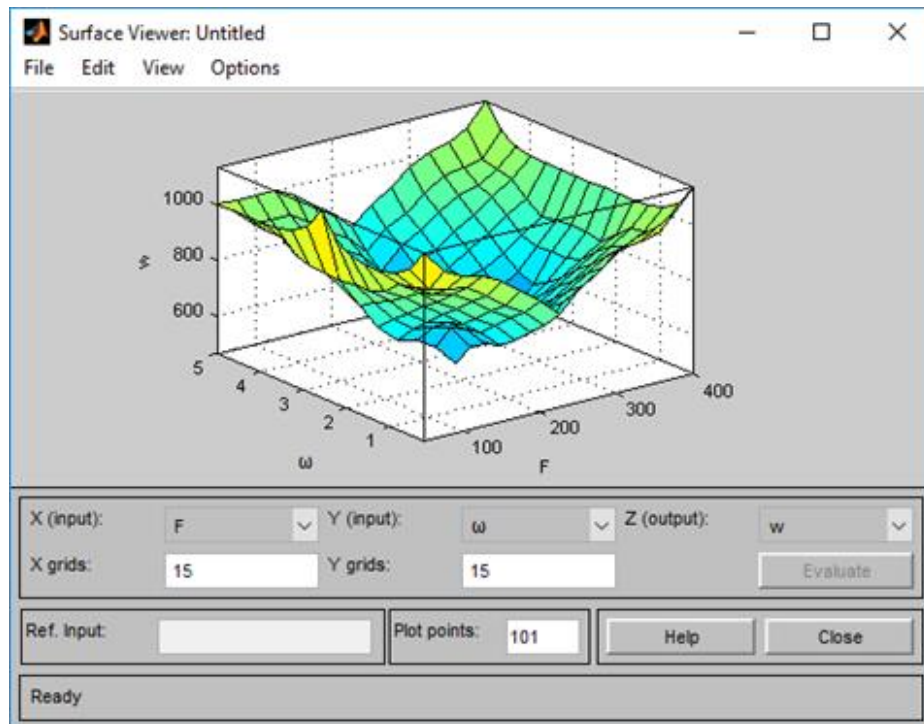 Surface Viewer: Untitled
File Edit View Options
1000
800
600
w
5
4
3
2
1
ω
100
200
300
400
F
X (input): F Y (input): ω Z (output): w
X grids: 15 Y grids: 15 Evaluate
Ref. Input: Plot points: 101 Help Close
Ready